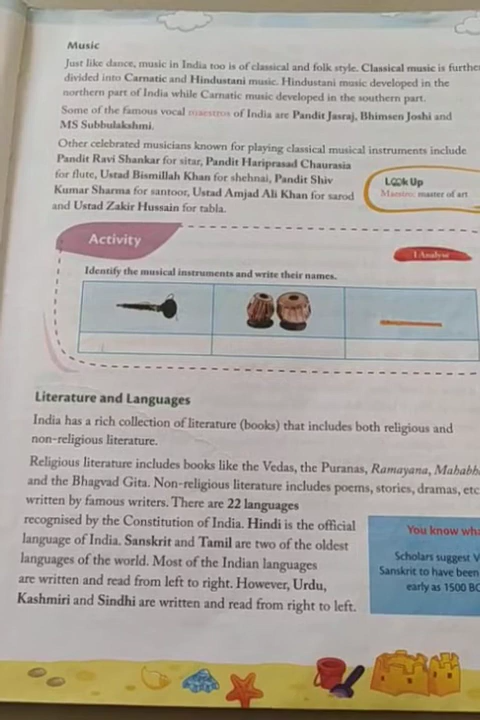 Music
Just like dance, music in India too is of classical and folk style. Classical music is further
divided into Carnatic and Hindustani music. Hindustani music developed in the
northern part of India while Carnatic music developed in the southern part.
Some of the famous vocal maestros of India are Pandit Jasraj, Bhimsen Joshi and
MS Subbulakshmi.
Other celebrated musicians known for playing classical musical instruments include
Pandit Ravi Shankar for sitar, Pandit Hariprasad Chaurasia
for flute, Ustad Bismillah Khan for shehnai, Pandit Shiv
Kumar Sharma for santoor, Ustad Amjad Ali Khan for sarod
and Ustad Zakir Hussain for tabla.
Look Up
Maestro: master of art
Activity
I Analyse
Identify the musical instruments and write their names.
Literature and Languages
India has a rich collection of literature (books) that includes both religious and
non-religious literature.
Religious literature includes books like the Vedas, the Puranas, Ramayana, Mahabh
and the Bhagvad Gita. Non-religious literature includes poems, stories, dramas, etc
written by famous writers. There are 22 languages
recognised by the Constitution of India. Hindi is the official
language of India. Sanskrit and Tamil are two of the oldest
languages of the world. Most of the Indian languages
are written and read from left to right. However, Urdu,
Kashmiri and Sindhi are written and read from right to left.
You know wha
Scholars suggest V
Sanskrit to have been
early as 1500 BC